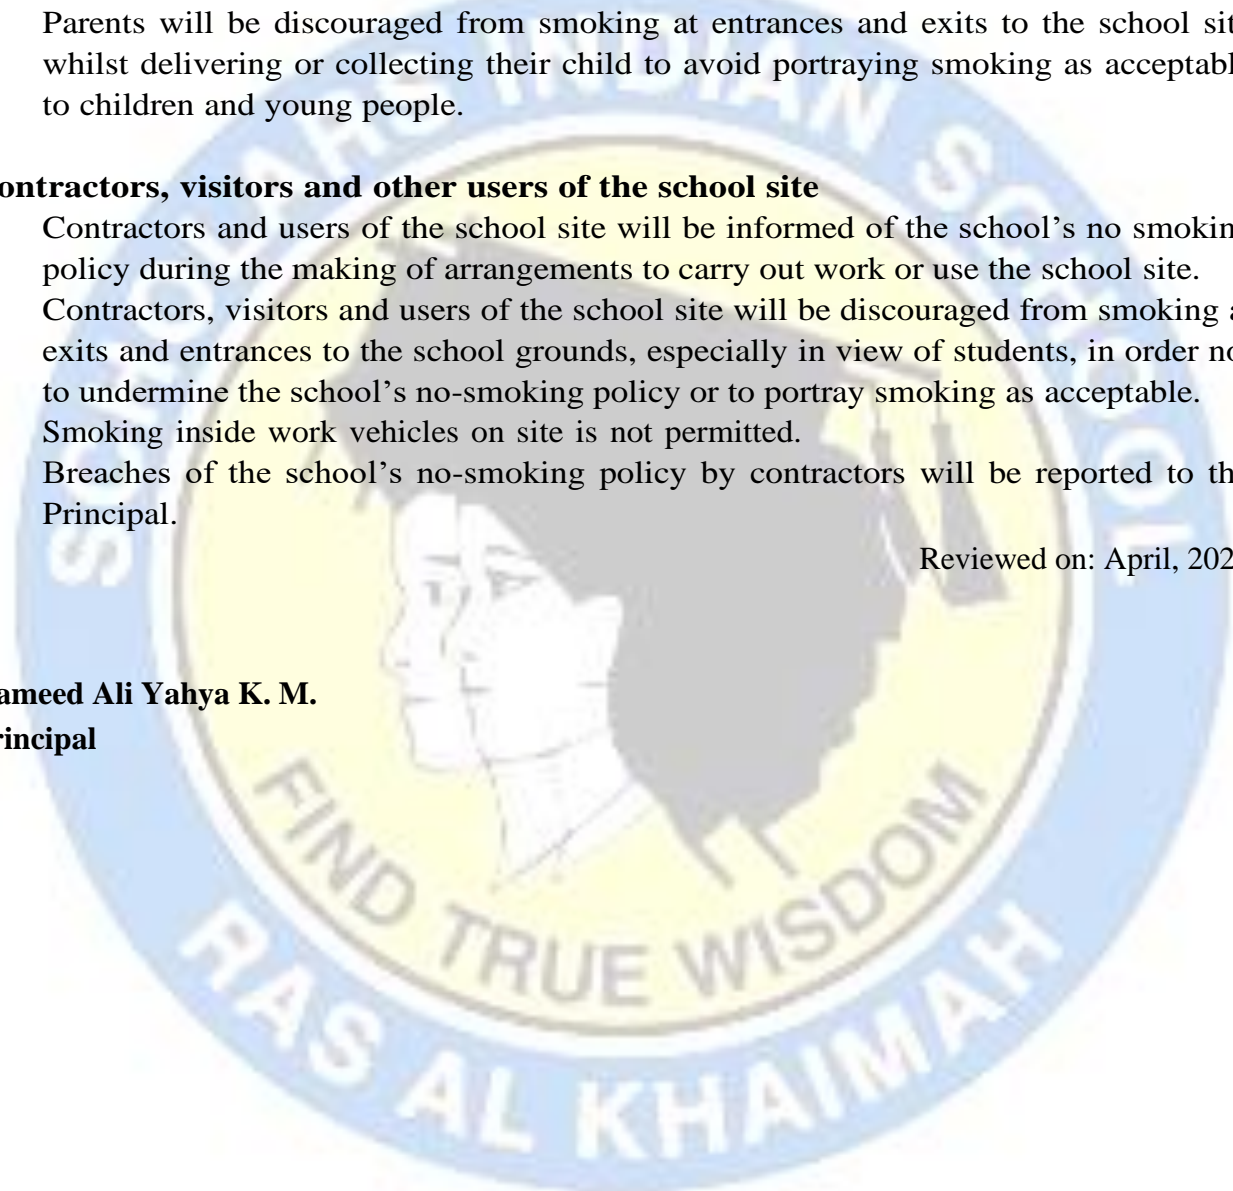 Parents will be discouraged from smoking at entrances and exits to the school sit
whilst delivering or collecting their child to avoid portraying smoking as acceptabl
to children and young people.
ontractors, visitors and other users of the school site
Contractors and users of the school site will be informed of the school’s no smokin
policy during the making of arrangements to carry out work or use the school site.
Contractors, visitors and users of the school site will be discouraged from smoking a
exits and entrances to the school grounds, especially in view of students, in order no
to undermine the school’s no-smoking policy or to portray smoking as acceptable.
Smoking inside work vehicles on site is not permitted.
Breaches of the school’s no-smoking policy by contractors will be reported to th
Principal.
Reviewed on: April, 202
ameed Ali Yahya K. M.
rincipal
SCHOLARS INDIAN SCHOOL
FIND TRUE WISDOM
RAS AL KHAIMAH